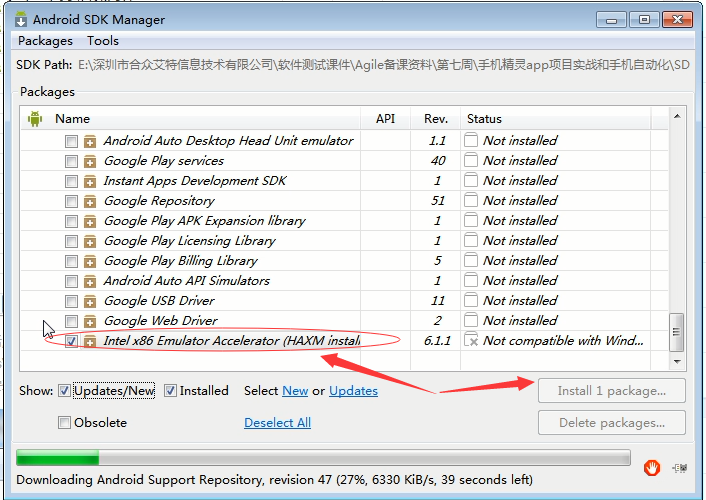 Android SDK Manager
Packages Tools
SDK Path: E:\深圳市合众艾特信息技术有限公司\软件测试课件\Agile备课资料\第七周\手机精灵app项目实战和手机自动化\SD
Packages
Name API Rev. Status
Android Auto Desktop Head Unit emulator 1.1 Not installed
Google Play services 40 Not installed
Instant Apps Development SDK 1 Not installed
Google Repository 51 Not installed
Google Play APK Expansion library 1 Not installed
Google Play Licensing Library 1 Not installed
Google Play Billing Library 5 Not installed
Android Auto API Simulators 1 Not installed
Google USB Driver 11 Not installed
Google Web Driver 2 Not installed
Intel x86 Emulator Accelerator (HAXM install 6.1.1 Not compatible with Wind...
Show: Updates/New Installed Select New or Updates Install 1 package...
Obsolete Deselect All Delete packages...
Downloading Android Support Repository, revision 47 (27%, 6330 KiB/s, 39 seconds left)